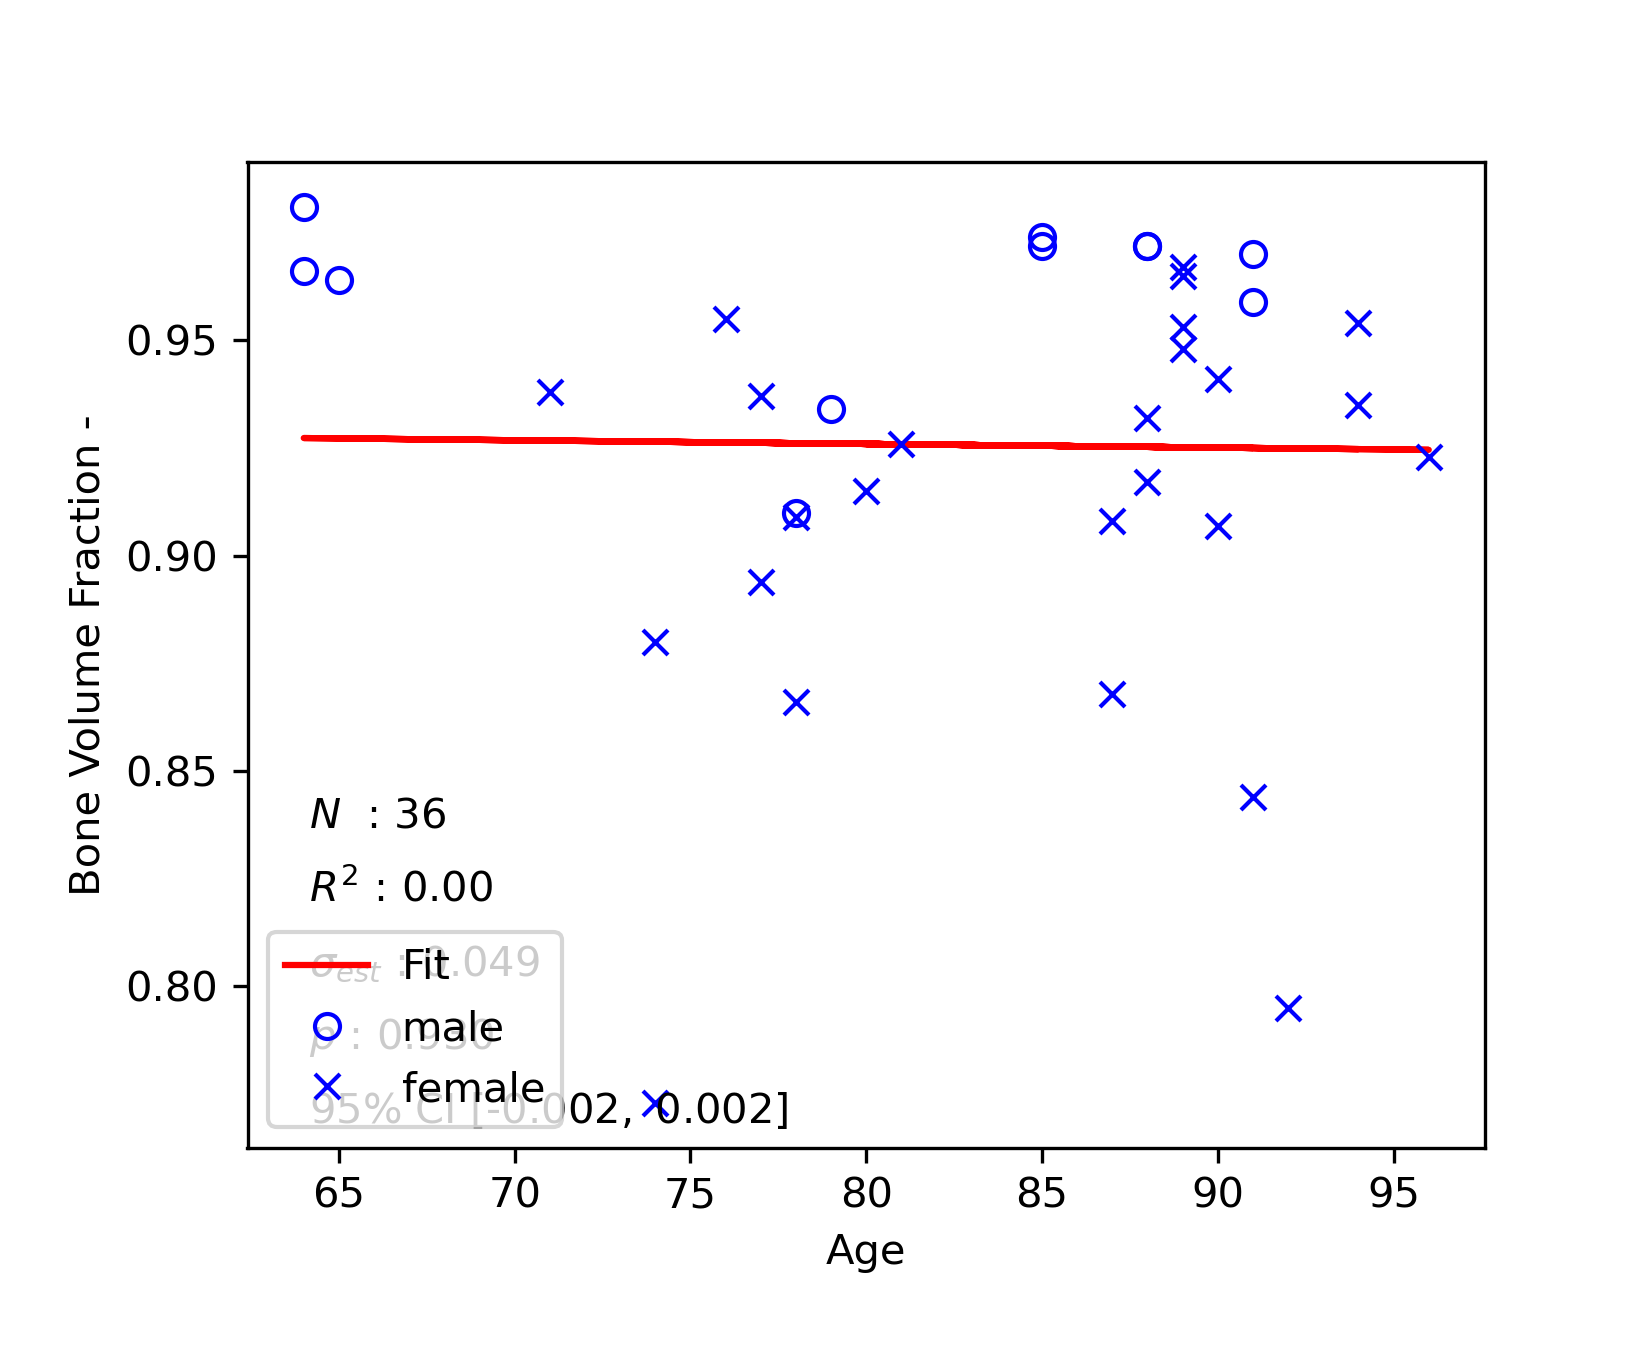 Bone Volume Fraction -
0.95
0.90
0.85
0.80
N : 36
R² : 0.00
σest : 0.049
p : 0.930
95% CI [-0.002, 0.002]
Fit
male
female
65 70 75 80 85 90 95
Age